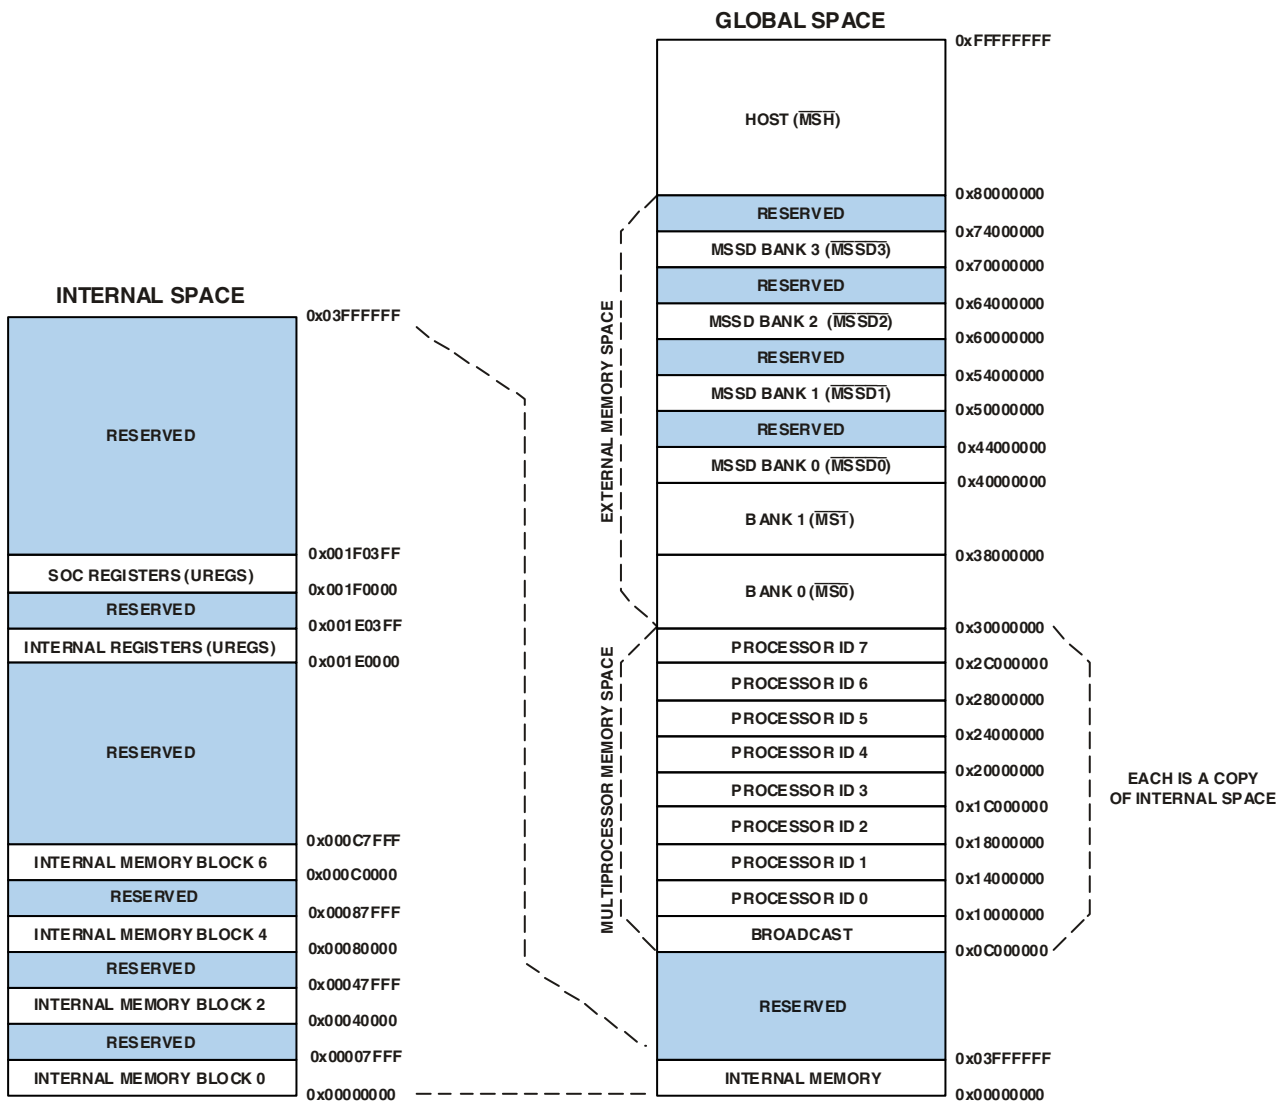 GLOBAL SPACE
0xFFFFFFFF
HOST (MSH)
0x80000000
RESERVED
0x74000000
MSSD BANK 3 (MSSD3)
0x70000000
RESERVED
0x64000000
MSSD BANK 2 (MSSD2)
0x60000000
RESERVED
0x54000000
MSSD BANK 1 (MSSD1)
0x50000000
RESERVED
0x44000000
MSSD BANK 0 (MSSD0)
0x40000000
BANK 1 (MS1)
0x38000000
BANK 0 (MS0)
0x30000000
PROCESSOR ID 7
0x2C000000
PROCESSOR ID 6
0x28000000
PROCESSOR ID 5
0x24000000
PROCESSOR ID 4
0x20000000
PROCESSOR ID 3
0x1C000000
PROCESSOR ID 2
0x18000000
PROCESSOR ID 1
0x14000000
PROCESSOR ID 0
0x10000000
BROADCAST
0x0C000000
RESERVED
0x03FFFFFF
INTERNAL MEMORY
0x00000000
EXTERNAL MEMORY SPACE
MULTIPROCESSOR MEMORY SPACE
EACH IS A COPY
OF INTERNAL SPACE
INTERNAL SPACE
0x03FFFFFF
RESERVED
0x001F03FF
SOC REGISTERS (UREGS)
0x001F0000
RESERVED
0x001E03FF
INTERNAL REGISTERS (UREGS)
0x001E0000
RESERVED
0x000C7FFF
INTERNAL MEMORY BLOCK 6
0x000C0000
RESERVED
0x00087FFF
INTERNAL MEMORY BLOCK 4
0x00080000
RESERVED
0x00047FFF
INTERNAL MEMORY BLOCK 2
0x00040000
RESERVED
0x00007FFF
INTERNAL MEMORY BLOCK 0
0x00000000